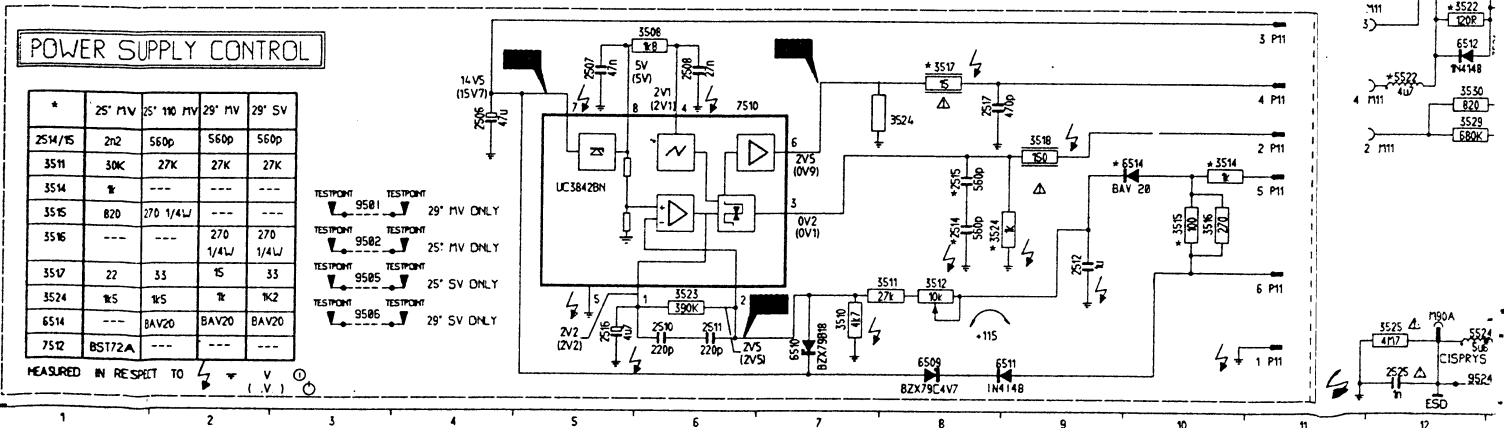 POWER SUPPLY CONTROL
* 25" MV 25" 110 MV 29" MV 29" SV
2514/15 2n2 560p 560p 560p
3511 30K 27K 27K 27K
3514 1k --- --- ---
3515 820 270 1/4W --- ---
3516 --- --- 270 1/4W 270 1/4W
3517 22 33 15 33
3524 1k5 1k5 1k 1K2
6514 --- BAV20 BAV20 BAV20
7512 BST72A --- --- ---
MEASURED IN RESPECT TO V
( .V )
TESTPOINT TESTPOINT
9501 29" MV ONLY
TESTPOINT TESTPOINT
9502 25" MV ONLY
TESTPOINT TESTPOINT
9505 25" SV ONLY
TESTPOINT TESTPOINT
9506 29" SV ONLY
14V5
(15V7)
2506
47u
7
2507
47n
3508
1k8
5V
(5V)
8
2508
27n
2V1
(2V1)
4
7510
UC3842BN
6
2V5
(0V9)
3
0V2
(0V1)
5
1
2
2V2
(2V2)
2516
4u7
3523
390K
2510
220p
2511
220p
2V5
(2V5)
6510
BZX79B18
3510
4k7
3511
27k
3512
10k
+115
6509
BZX79C4V7
6511
1N4148
3524
*3517
15
2517
470p
3518
150
*2515
560p
*2514
560p
*3524
1k
2512
1u
*6514
BAV 20
*3514
1k
*3515
100
3516
270
3 P11
4 P11
2 P11
5 P11
6 P11
1 P11
M11
3
*3522
120R
6512
1N4148
*5522
4u7
4 M11
3530
820
3529
680K
2 M11
3525
4M7
M90A
5524
5u6
CISPRYS
2525
1n
9524
ESD
1 2 3 4 5 6 7 8 9 10 11 12